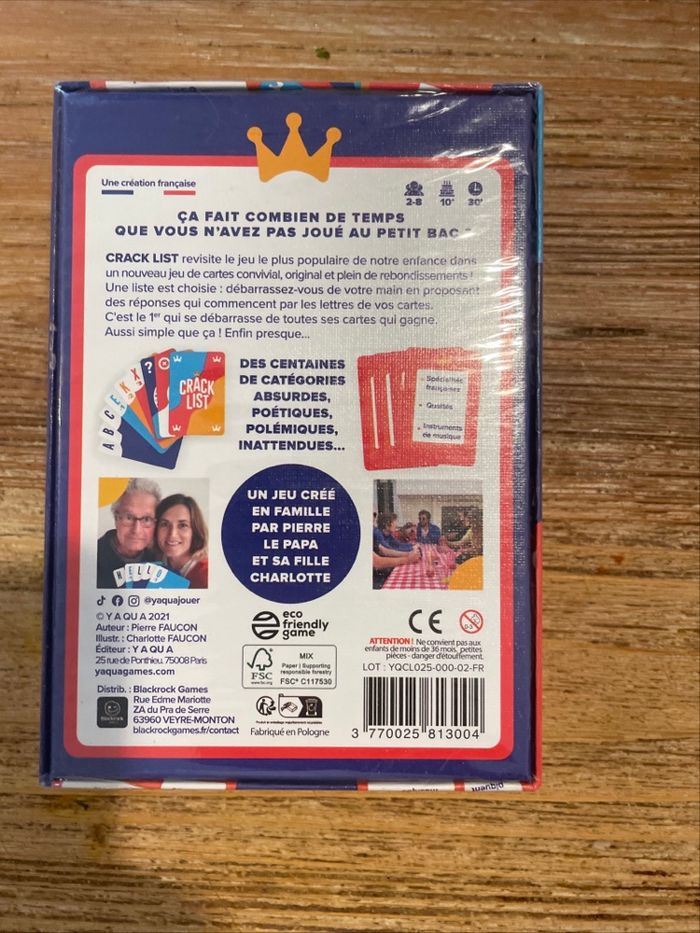 Une création française
2-8
10+
30'
ÇA FAIT COMBIEN DE TEMPS
QUE VOUS N'AVEZ PAS JOUÉ AU PETIT BAC ?
CRACK LIST revisite le jeu le plus populaire de notre enfance dans
un nouveau jeu de cartes convivial, original et plein de rebondissements !
Une liste est choisie : débarrassez-vous de votre main en proposant
des réponses qui commencent par les lettres de vos cartes.
C'est le 1er qui se débarrasse de toutes ses cartes qui gagne.
Aussi simple que ça ! Enfin presque...
A B C
?
CRACK
LIST
DES CENTAINES
DE CATÉGORIES
ABSURDES,
POÉTIQUES,
POLÉMIQUES,
INATTENDUES...
Spécialités
françaises
Qualités
Instruments
de musique
HELLO
UN JEU CRÉÉ
EN FAMILLE
PAR PIERRE
LE PAPA
ET SA FILLE
CHARLOTTE
@yaquajouer
© Y A QU A 2021
Auteur : Pierre FAUCON
Illustr. : Charlotte FAUCON
Éditeur : Y A QU A
25 rue de Ponthieu. 75008 Paris
yaquagames.com
Distrib. : Blackrock Games
Rue Edme Mariotte
ZA du Pra de Serre
63960 VEYRE-MONTON
blackrockgames.fr/contact
Blackrock
eco
friendly
game
FSC
www.fsc.org
MIX
Paper | Supporting
responsible forestry
FSC® C117530
Fabriqué en Pologne
CE
0-3
ATTENTION ! Ne convient pas aux
enfants de moins de 36 mois, petites
pièces - danger d'étouffement.
LOT : YQCL025-000-02-FR
3 770025 813004
piquent